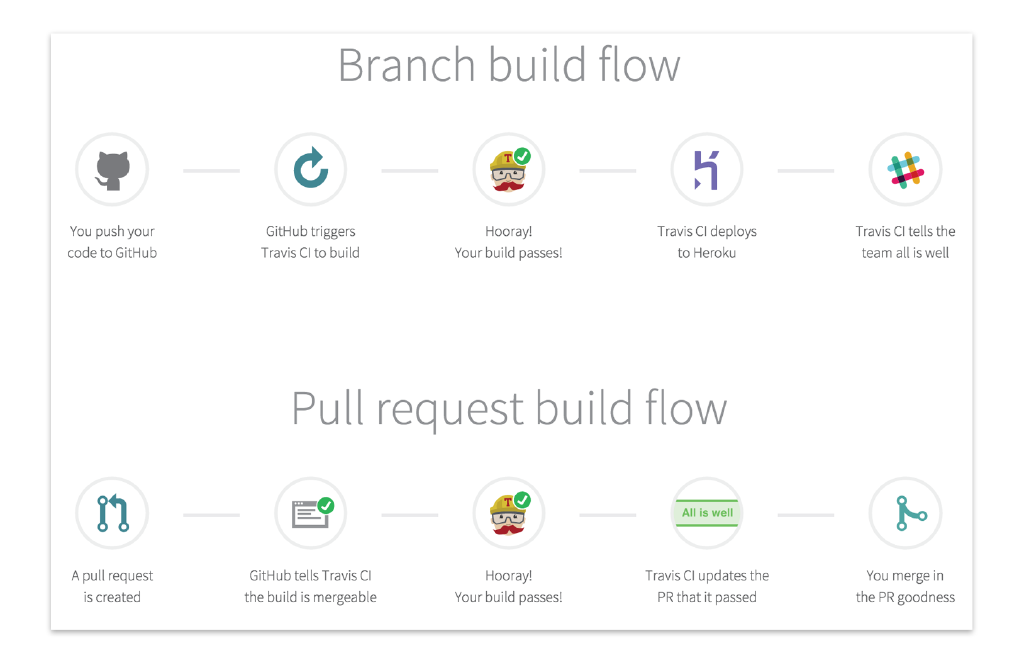 Branch build flow
You push your
code to GitHub
GitHub triggers
Travis CI to build
Hooray!
Your build passes!
Travis CI deploys
to Heroku
Travis CI tells the
team all is well
Pull request build flow
All is well
A pull request
is created
GitHub tells Travis CI
the build is mergeable
Hooray!
Your build passes!
Travis CI updates the
PR that it passed
You merge in
the PR goodness